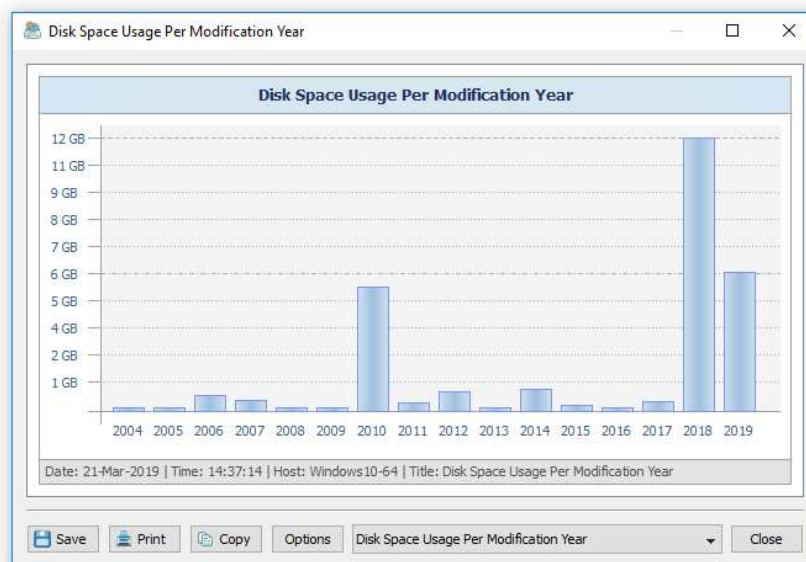 Disk Space Usage Per Modification Year
Disk Space Usage Per Modification Year
12 GB
11 GB
9 GB
8 GB
7 GB
6 GB
5 GB
4 GB
2 GB
1 GB
2004 2005 2006 2007 2008 2009 2010 2011 2012 2013 2014 2015 2016 2017 2018 2019
Date: 21-Mar-2019 | Time: 14:37:14 | Host: Windows10-64 | Title: Disk Space Usage Per Modification Year
Save Print Copy Options Disk Space Usage Per Modification Year Close